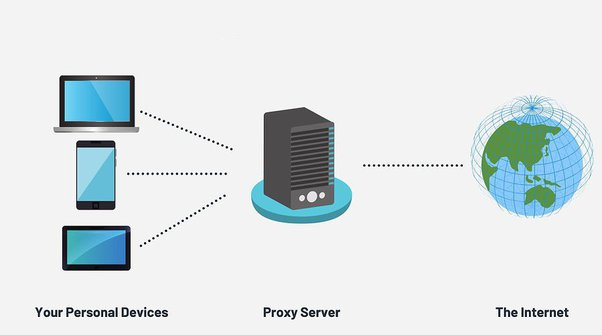 Your Personal Devices
Proxy Server
The Internet